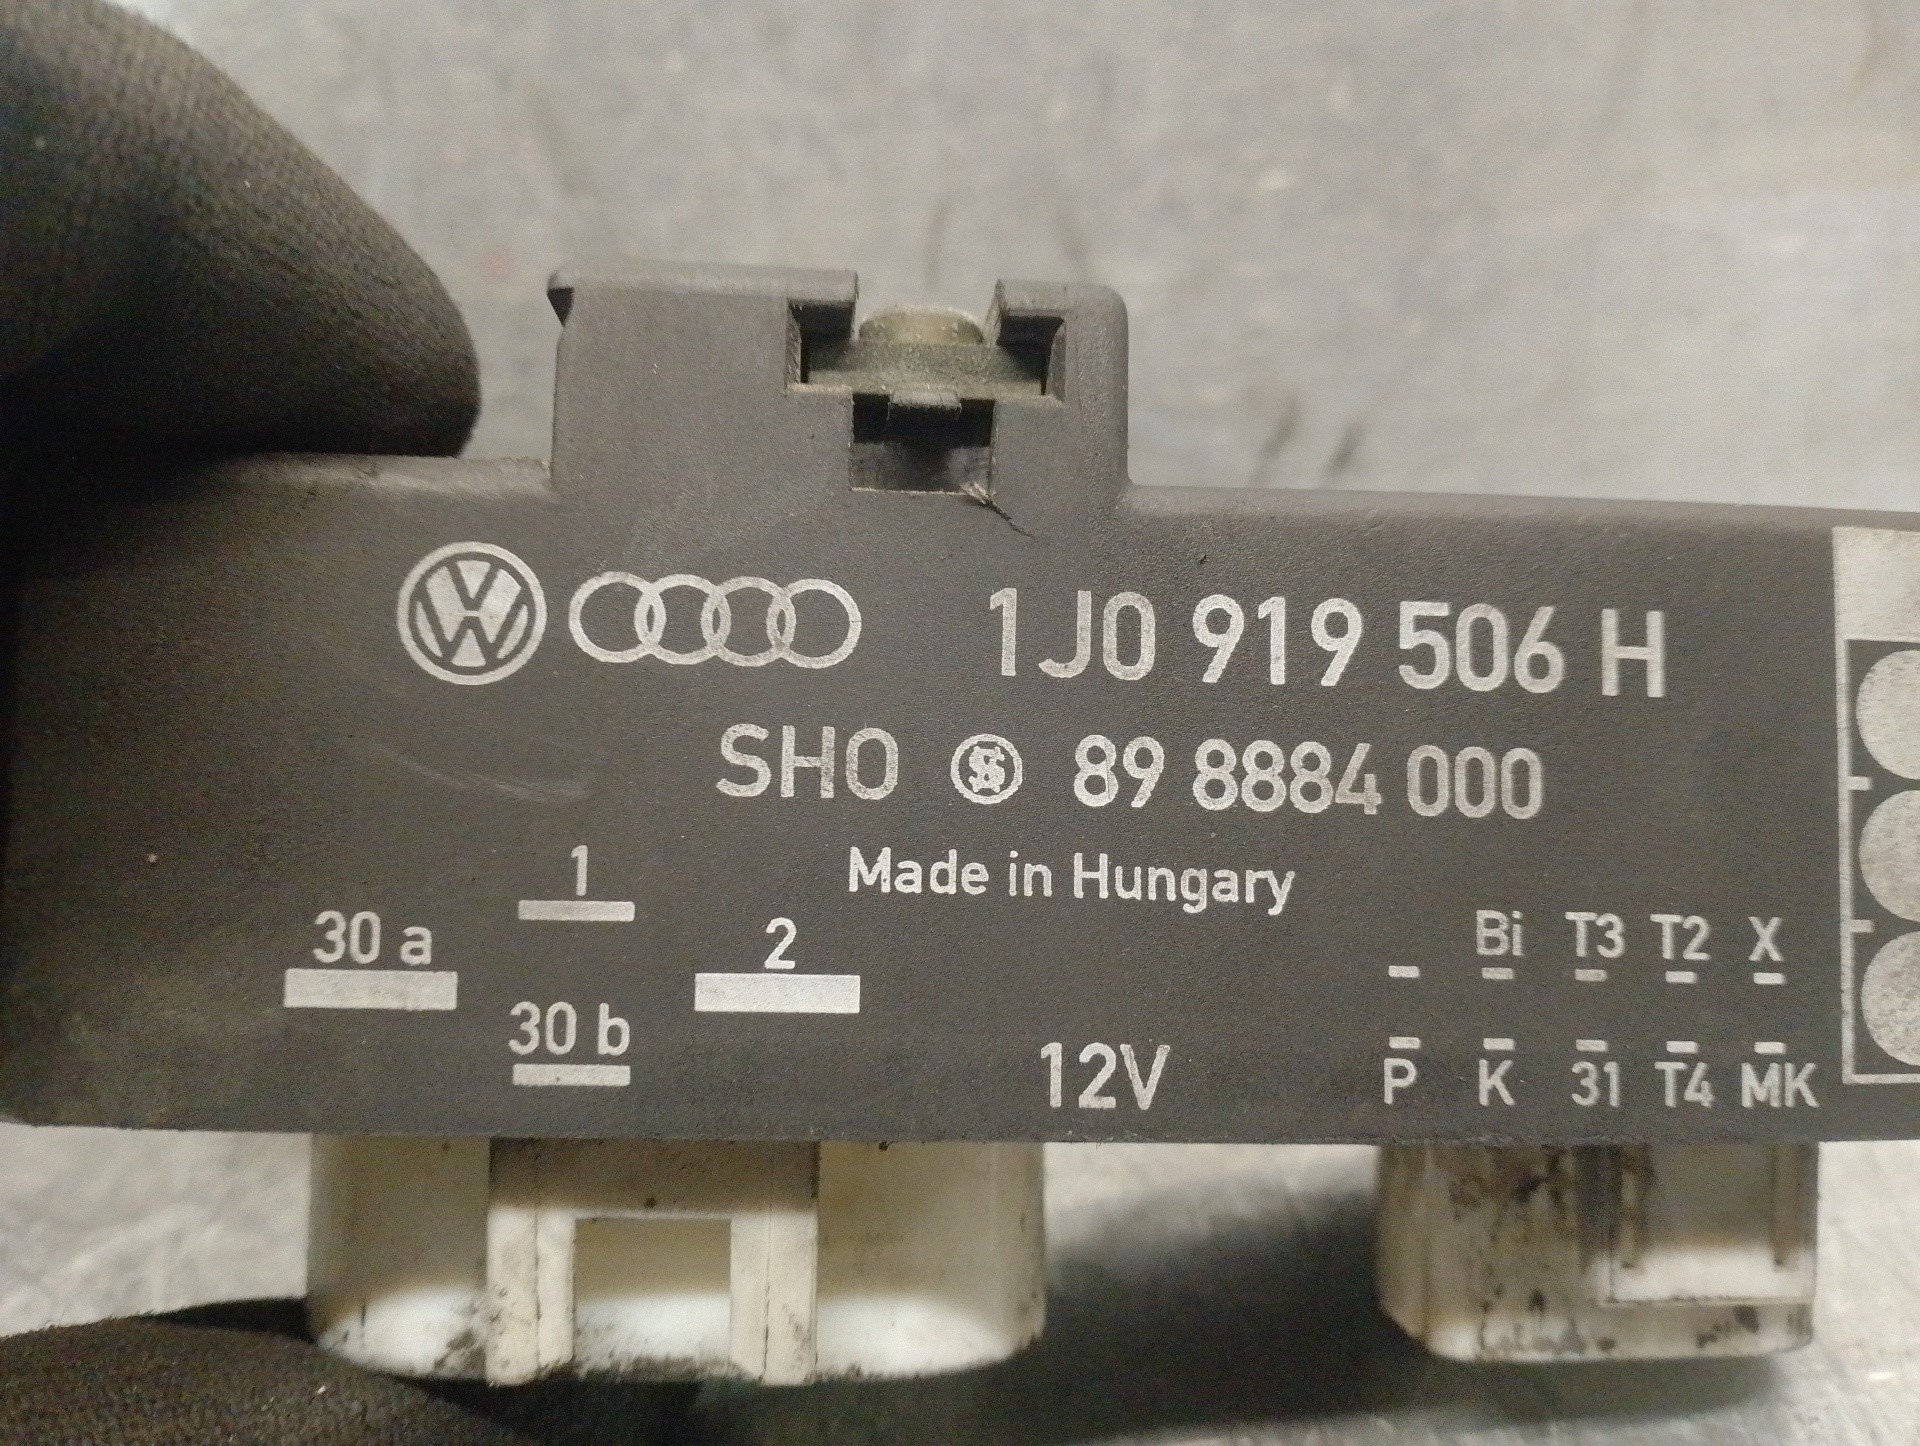 1J0 919 506 H
SHO 89 8884 000
Made in Hungary
1
30 a
2
30 b
12V
Bi T3 T2 X
P K 31 T4 MK